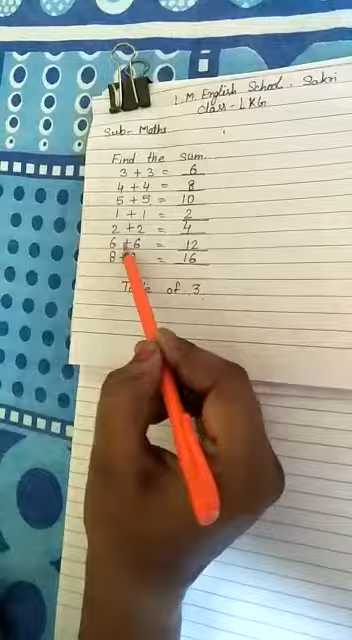 L.M. English School, Sakri
Class - LKG
Sub- Maths
Find the sum.
3 + 3 = 6
4 + 4 = 8
5 + 5 = 10
1 + 1 = 2
2 + 2 = 4
6 + 6 = 12
8 = 16
of 3.